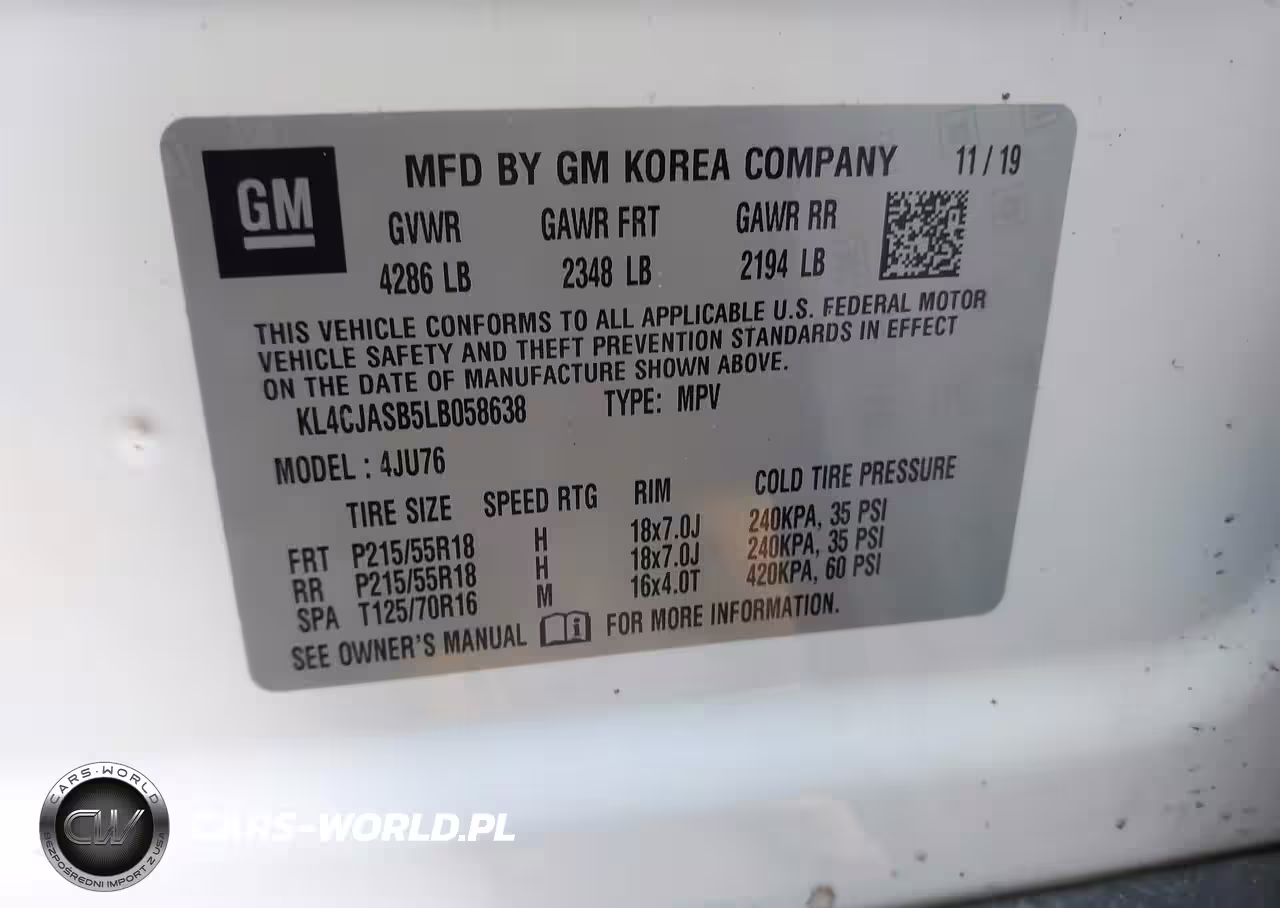 GM
MFD BY GM KOREA COMPANY 11 / 19
GVWR GAWR FRT GAWR RR
4286 LB 2348 LB 2194 LB
THIS VEHICLE CONFORMS TO ALL APPLICABLE U.S. FEDERAL MOTOR
VEHICLE SAFETY AND THEFT PREVENTION STANDARDS IN EFFECT
ON THE DATE OF MANUFACTURE SHOWN ABOVE.
KL4CJASB5LB058638 TYPE: MPV
MODEL : 4JU76
TIRE SIZE SPEED RTG RIM COLD TIRE PRESSURE
FRT P215/55R18 H 18x7.0J 240KPA, 35 PSI
RR P215/55R18 H 18x7.0J 240KPA, 35 PSI
SPA T125/70R16 M 16x4.0T 420KPA, 60 PSI
SEE OWNER'S MANUAL i FOR MORE INFORMATION.
CARS-WORLD
CW
BEZPOŚREDNI IMPORT Z USA
CARS-WORLD.PL